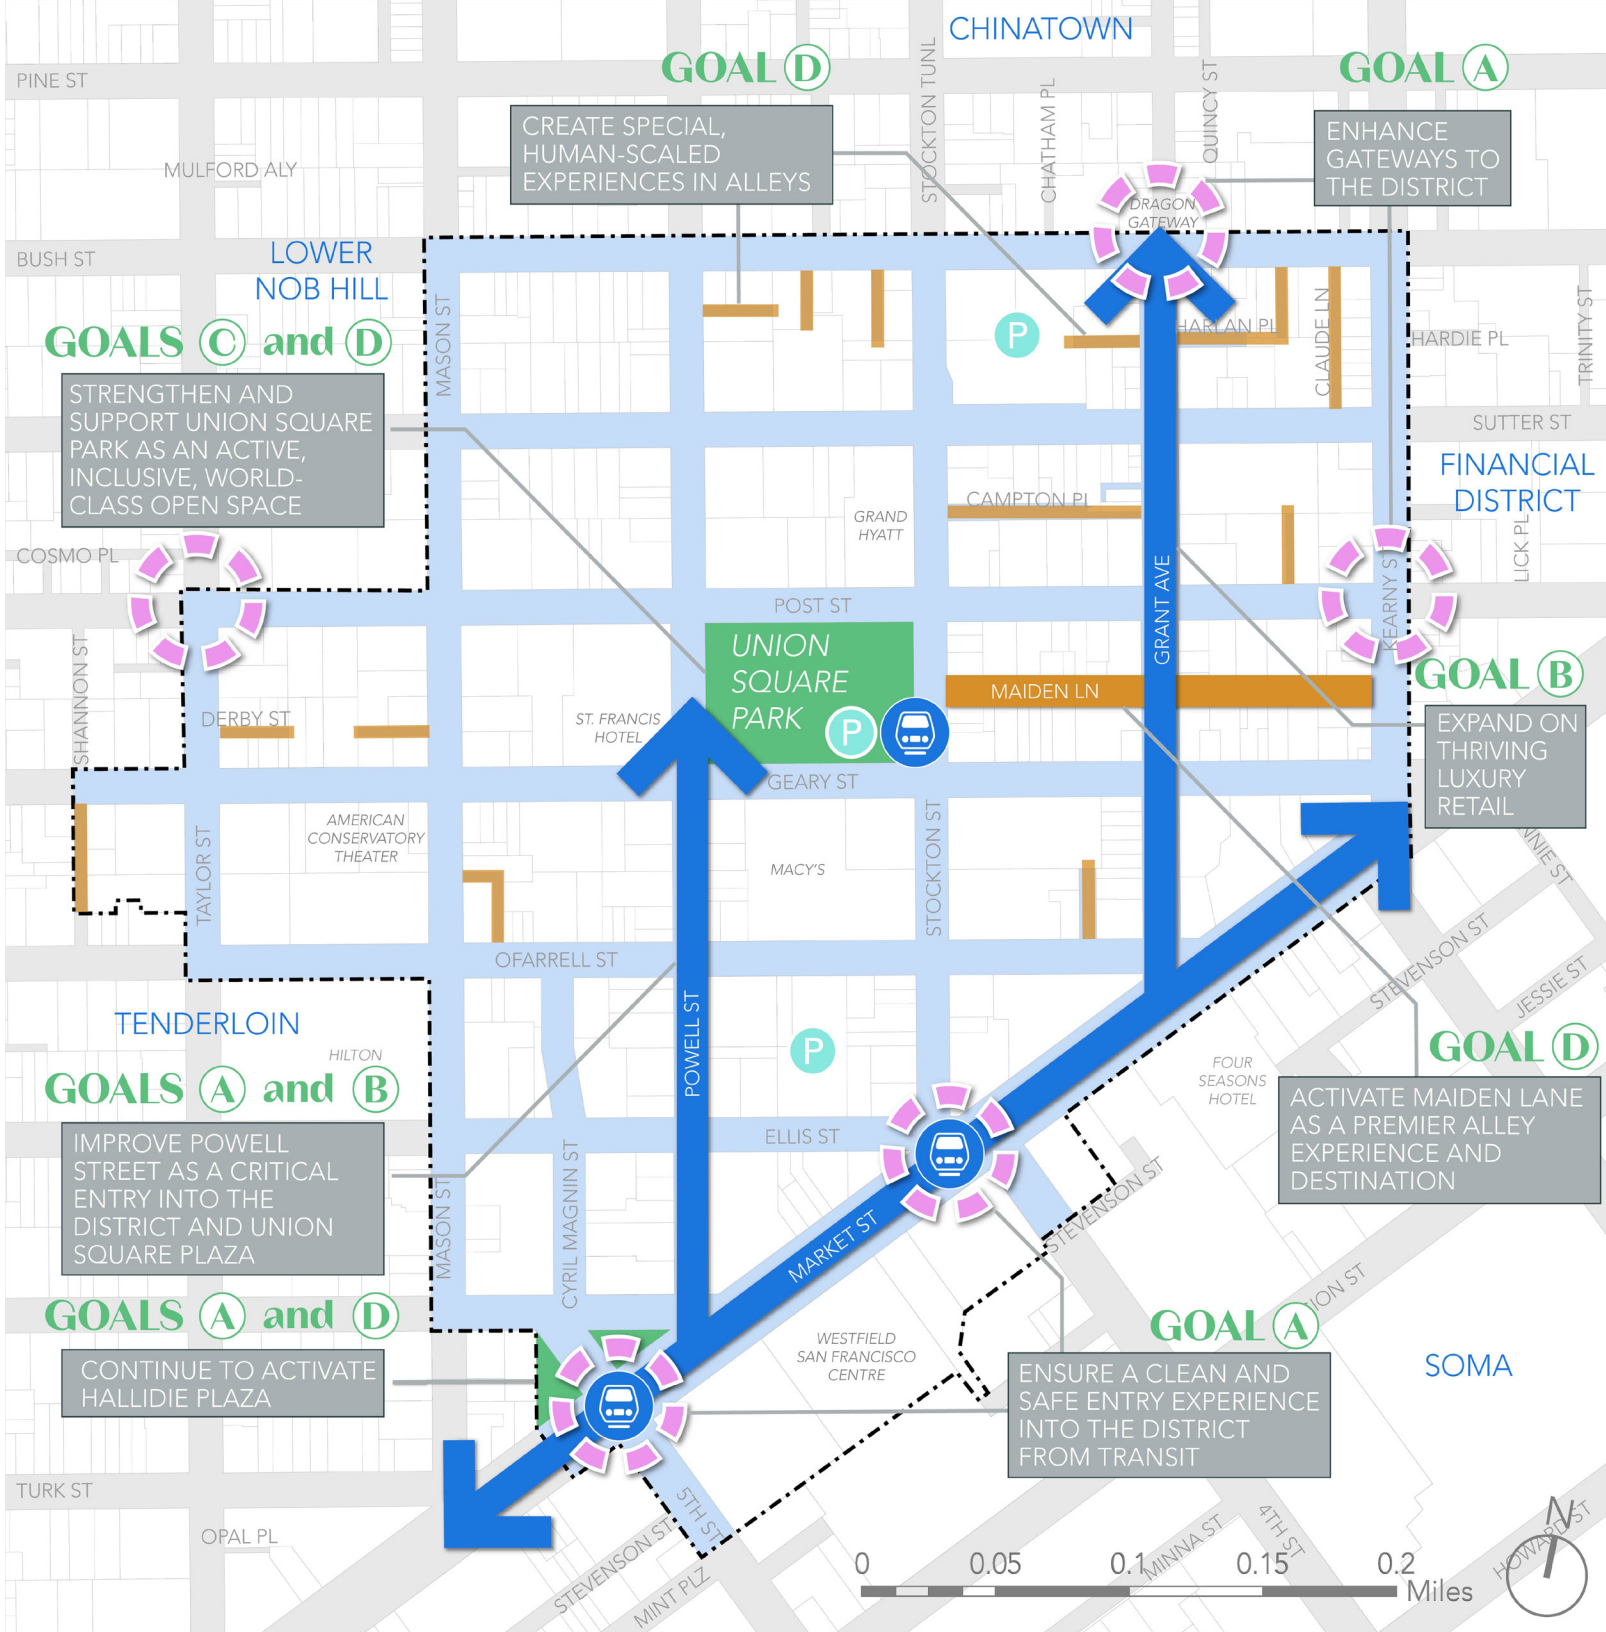 CHINATOWN
GOAL D
GOAL A
PINE ST
CREATE SPECIAL,
HUMAN-SCALED
EXPERIENCES IN ALLEYS
STOCKTON TUNL
CHATHAM PL
QUINCY ST
ENHANCE
GATEWAYS TO
THE DISTRICT
MULFORD ALY
DRAGON
GATEWAY
BUSH ST
LOWER
NOB HILL
MASON ST
P
HARLAN PL
CLAUDE LN
HARDIE PL
TRINITY ST
GOALS C and D
STRENGTHEN AND
SUPPORT UNION SQUARE
PARK AS AN ACTIVE,
INCLUSIVE, WORLD-
CLASS OPEN SPACE
SUTTER ST
FINANCIAL
DISTRICT
CAMPTON PL
GRAND
HYATT
COSMO PL
LICK PL
POST ST
GRANT AVE
KEARNY ST
SHANNON ST
UNION
SQUARE
PARK
P
MAIDEN LN
GOAL B
EXPAND ON
THRIVING
LUXURY
RETAIL
DERBY ST
ST. FRANCIS
HOTEL
GEARY ST
TAYLOR ST
AMERICAN
CONSERVATORY
THEATER
MACY'S
STOCKTON ST
NNIE ST
OFARRELL ST
STEVENSON ST
JESSIE ST
TENDERLOIN
HILTON
POWELL ST
P
FOUR
SEASONS
HOTEL
GOAL D
ACTIVATE MAIDEN LANE
AS A PREMIER ALLEY
EXPERIENCE AND
DESTINATION
GOALS A and B
IMPROVE POWELL
STREET AS A CRITICAL
ENTRY INTO THE
DISTRICT AND UNION
SQUARE PLAZA
ELLIS ST
MASON ST
CYRIL MAGNIN ST
MARKET ST
STEVENSON ST
ION ST
GOALS A and D
CONTINUE TO ACTIVATE
HALLIDIE PLAZA
WESTFIELD
SAN FRANCISCO
CENTRE
GOAL A
ENSURE A CLEAN AND
SAFE ENTRY EXPERIENCE
INTO THE DISTRICT
FROM TRANSIT
SOMA
TURK ST
OPAL PL
5TH ST
STEVENSON ST
MINT PLZ
MINNA ST
4TH ST
HOWARD ST
N
0 0.05 0.1 0.15 0.2
Miles